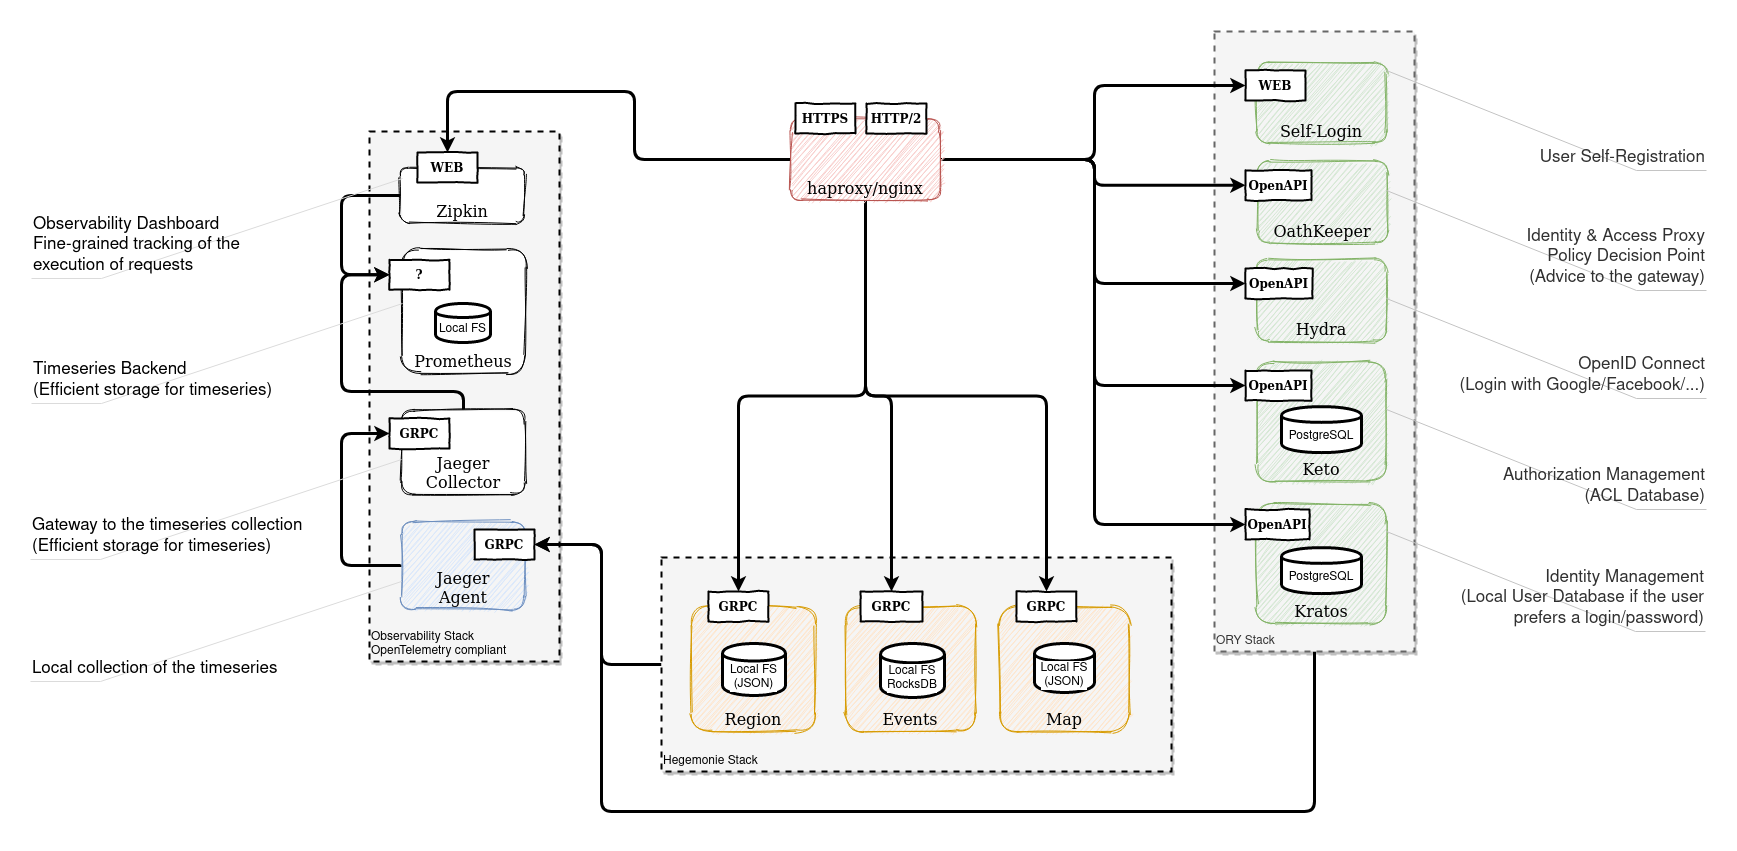 HTTPS
HTTP/2
haproxy/nginx
WEB
Zipkin
?
Local FS
Prometheus
GRPC
Jaeger
Collector
GRPC
Jaeger
Agent
Observability Stack
OpenTelemetry compliant
Observability Dashboard
Fine-grained tracking of the
execution of requests
Timeseries Backend
(Efficient storage for timeseries)
Gateway to the timeseries collection
(Efficient storage for timeseries)
Local collection of the timeseries
GRPC
Local FS
(JSON)
Region
GRPC
Local FS
RocksDB
Events
GRPC
Local FS
(JSON)
Map
Hegemonie Stack
WEB
Self-Login
OpenAPI
OathKeeper
OpenAPI
Hydra
OpenAPI
PostgreSQL
Keto
OpenAPI
PostgreSQL
Kratos
ORY Stack
User Self-Registration
Identity & Access Proxy
Policy Decision Point
(Advice to the gateway)
OpenID Connect
(Login with Google/Facebook/...)
Authorization Management
(ACL Database)
Identity Management
(Local User Database if the user
prefers a login/password)